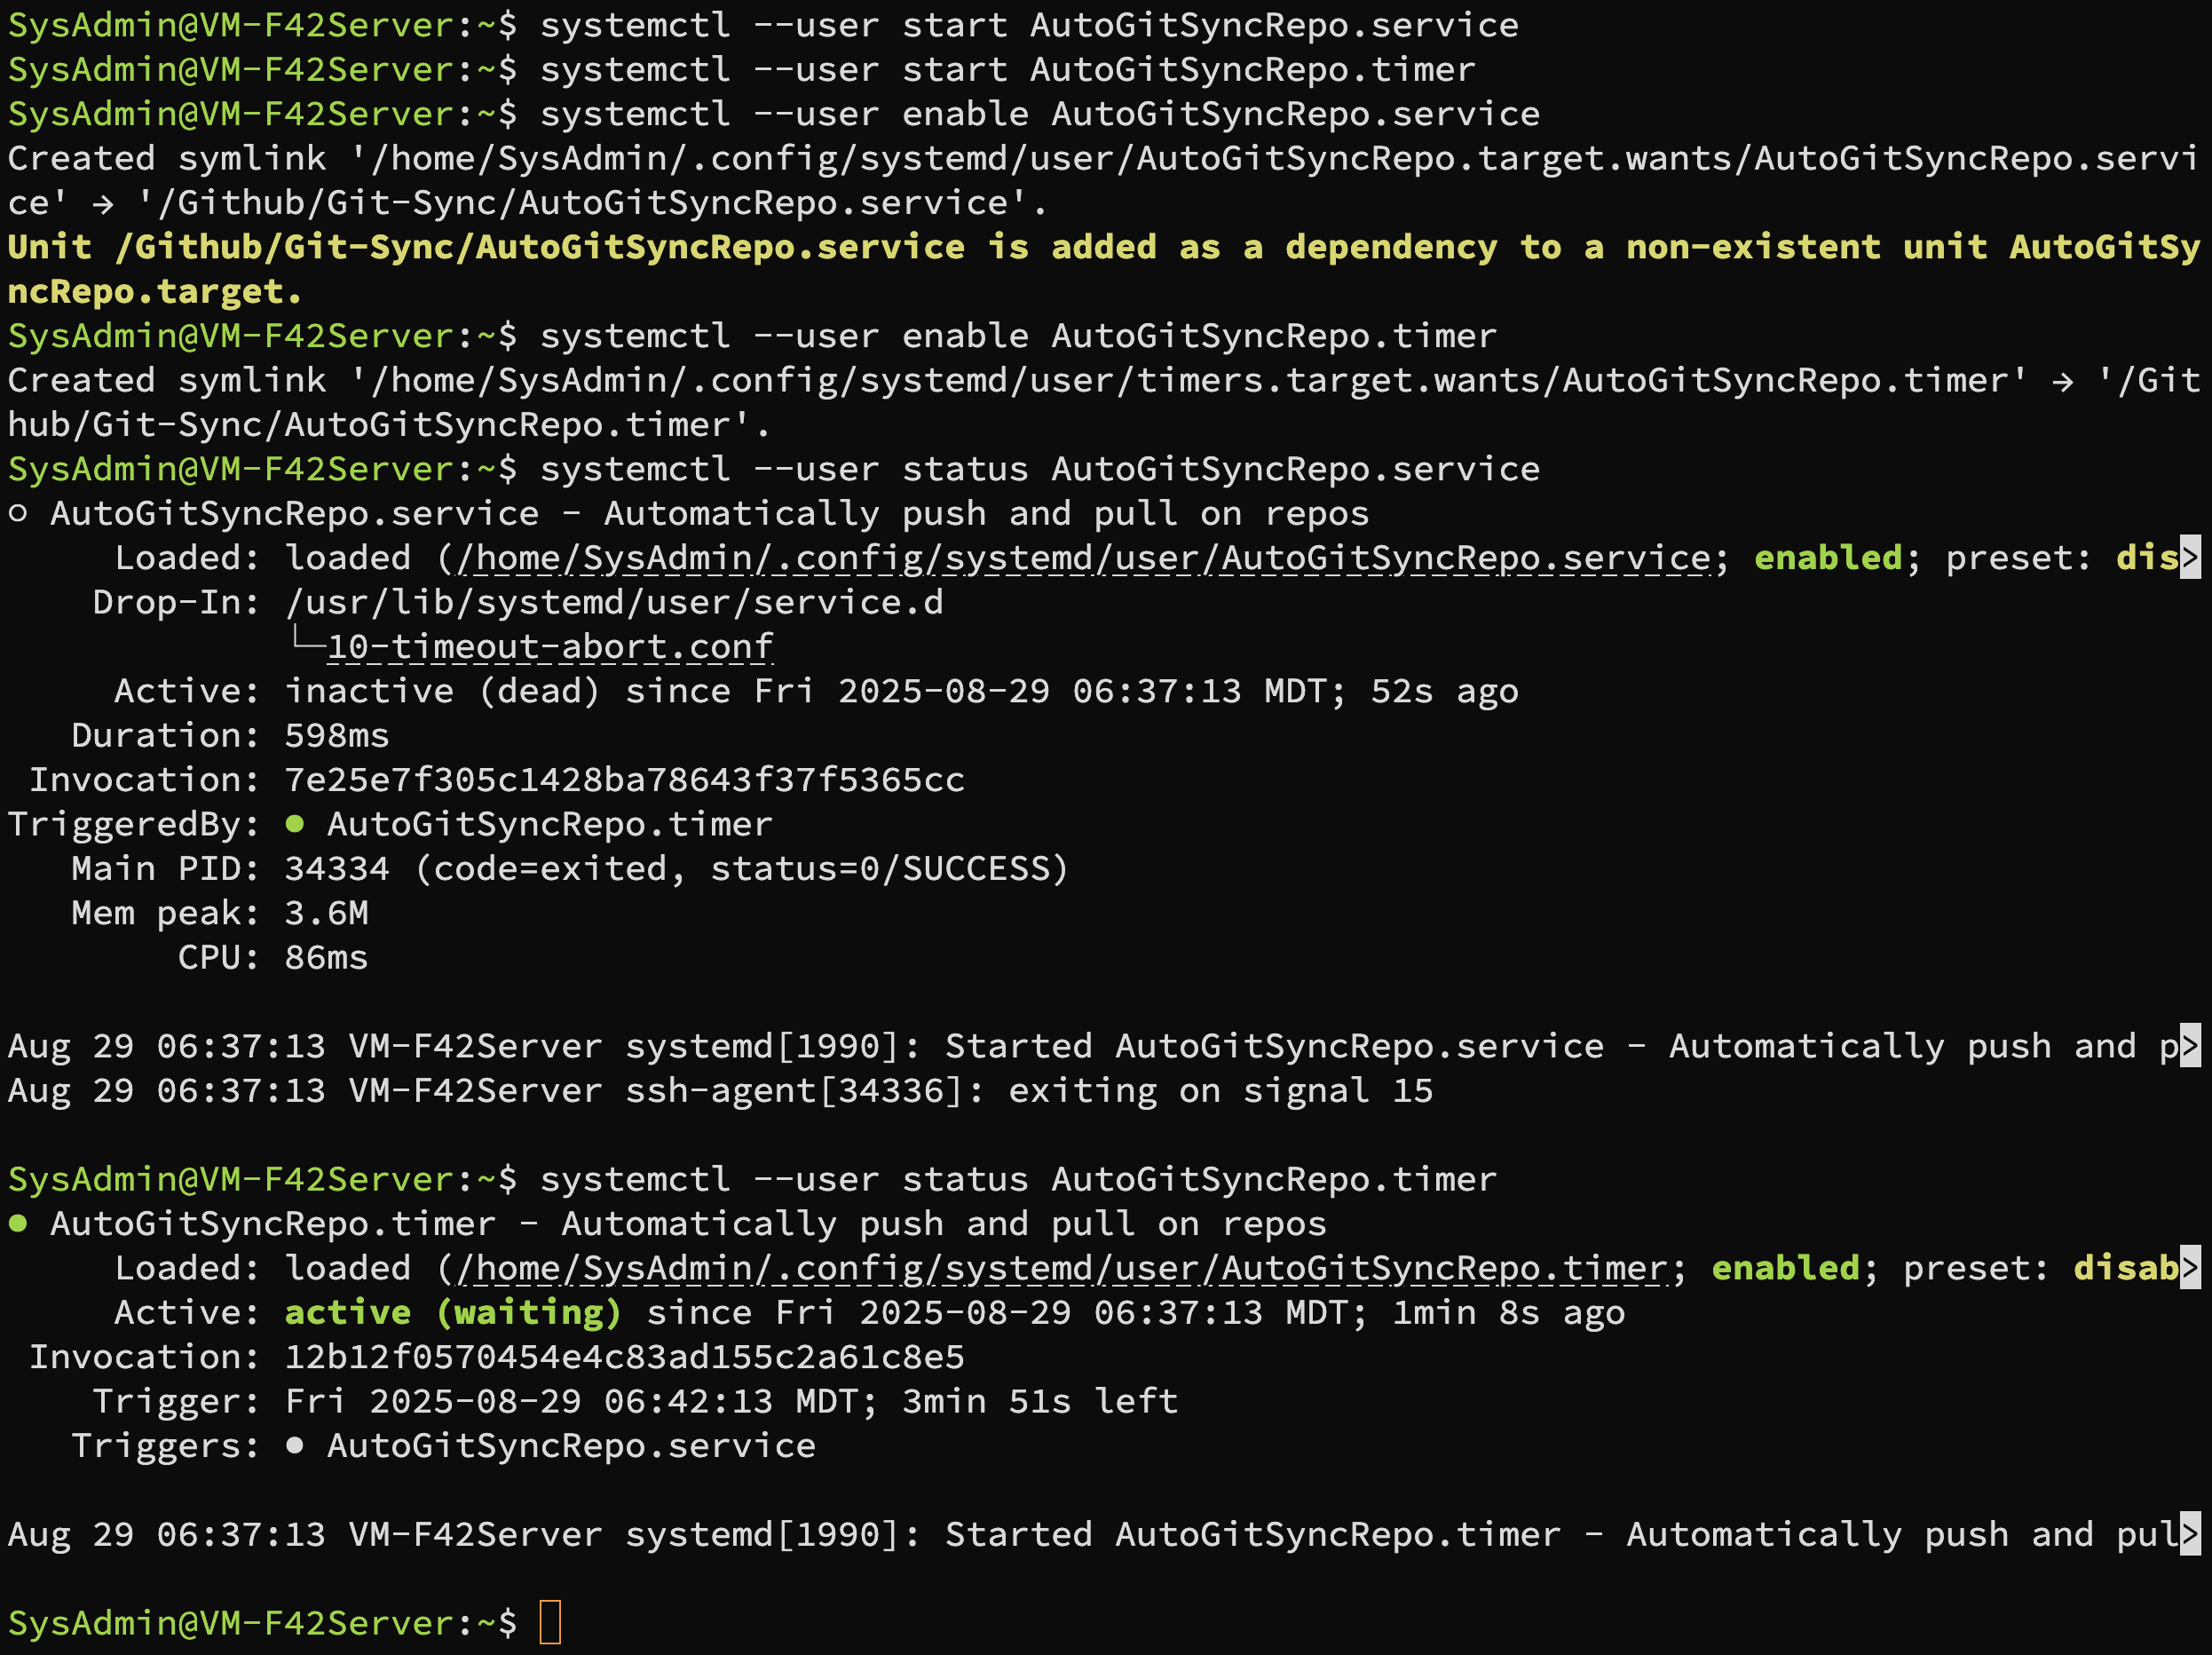 SysAdmin@VM-F42Server:~$ systemctl --user start AutoGitSyncRepo.service
SysAdmin@VM-F42Server:~$ systemctl --user start AutoGitSyncRepo.timer
SysAdmin@VM-F42Server:~$ systemctl --user enable AutoGitSyncRepo.service
Created symlink '/home/SysAdmin/.config/systemd/user/AutoGitSyncRepo.target.wants/AutoGitSyncRepo.servi
ce' → '/Github/Git-Sync/AutoGitSyncRepo.service'.
Unit /Github/Git-Sync/AutoGitSyncRepo.service is added as a dependency to a non-existent unit AutoGitSy
ncRepo.target.
SysAdmin@VM-F42Server:~$ systemctl --user enable AutoGitSyncRepo.timer
Created symlink '/home/SysAdmin/.config/systemd/user/timers.target.wants/AutoGitSyncRepo.timer' → '/Git
hub/Git-Sync/AutoGitSyncRepo.timer'.
SysAdmin@VM-F42Server:~$ systemctl --user status AutoGitSyncRepo.service
○ AutoGitSyncRepo.service - Automatically push and pull on repos
     Loaded: loaded (/home/SysAdmin/.config/systemd/user/AutoGitSyncRepo.service; enabled; preset: dis>
    Drop-In: /usr/lib/systemd/user/service.d
             └─10-timeout-abort.conf
     Active: inactive (dead) since Fri 2025-08-29 06:37:13 MDT; 52s ago
   Duration: 598ms
 Invocation: 7e25e7f305c1428ba78643f37f5365cc
TriggeredBy: ● AutoGitSyncRepo.timer
   Main PID: 34334 (code=exited, status=0/SUCCESS)
   Mem peak: 3.6M
        CPU: 86ms

Aug 29 06:37:13 VM-F42Server systemd[1990]: Started AutoGitSyncRepo.service - Automatically push and p>
Aug 29 06:37:13 VM-F42Server ssh-agent[34336]: exiting on signal 15

SysAdmin@VM-F42Server:~$ systemctl --user status AutoGitSyncRepo.timer
● AutoGitSyncRepo.timer - Automatically push and pull on repos
     Loaded: loaded (/home/SysAdmin/.config/systemd/user/AutoGitSyncRepo.timer; enabled; preset: disab>
     Active: active (waiting) since Fri 2025-08-29 06:37:13 MDT; 1min 8s ago
 Invocation: 12b12f0570454e4c83ad155c2a61c8e5
    Trigger: Fri 2025-08-29 06:42:13 MDT; 3min 51s left
   Triggers: ● AutoGitSyncRepo.service

Aug 29 06:37:13 VM-F42Server systemd[1990]: Started AutoGitSyncRepo.timer - Automatically push and pul>

SysAdmin@VM-F42Server:~$